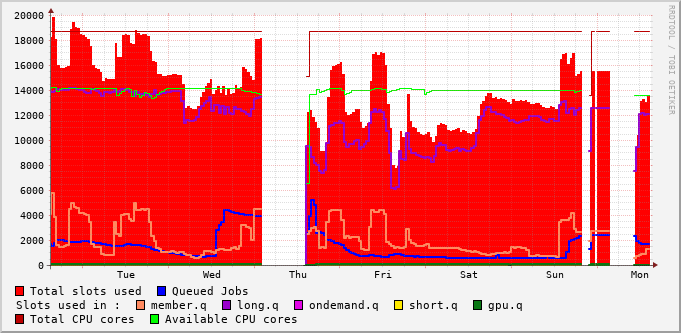 20000
18000
16000
14000
12000
10000
8000
6000
4000
2000
0
Tue Wed Thu Fri Sat Sun Mon
RRDTOOL / TOBI OETIKER
Total slots used Queued Jobs
Slots used in : member.q long.q ondemand.q short.q gpu.q
Total CPU cores Available CPU cores